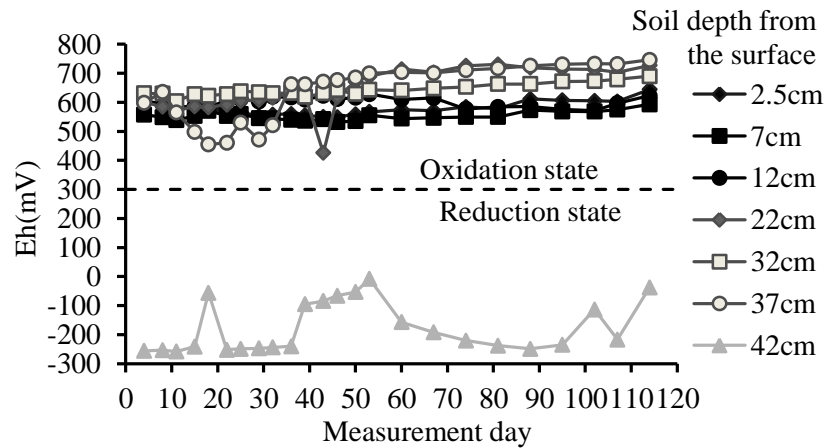 Soil depth from
the surface
800
700
600
500
400
300
200
100
0
-100
-200
-300
Eh(mV)
Oxidation state
Reduction state
2.5cm
7cm
12cm
22cm
32cm
37cm
42cm
0 10 20 30 40 50 60 70 80 90 100 110 120
Measurement day